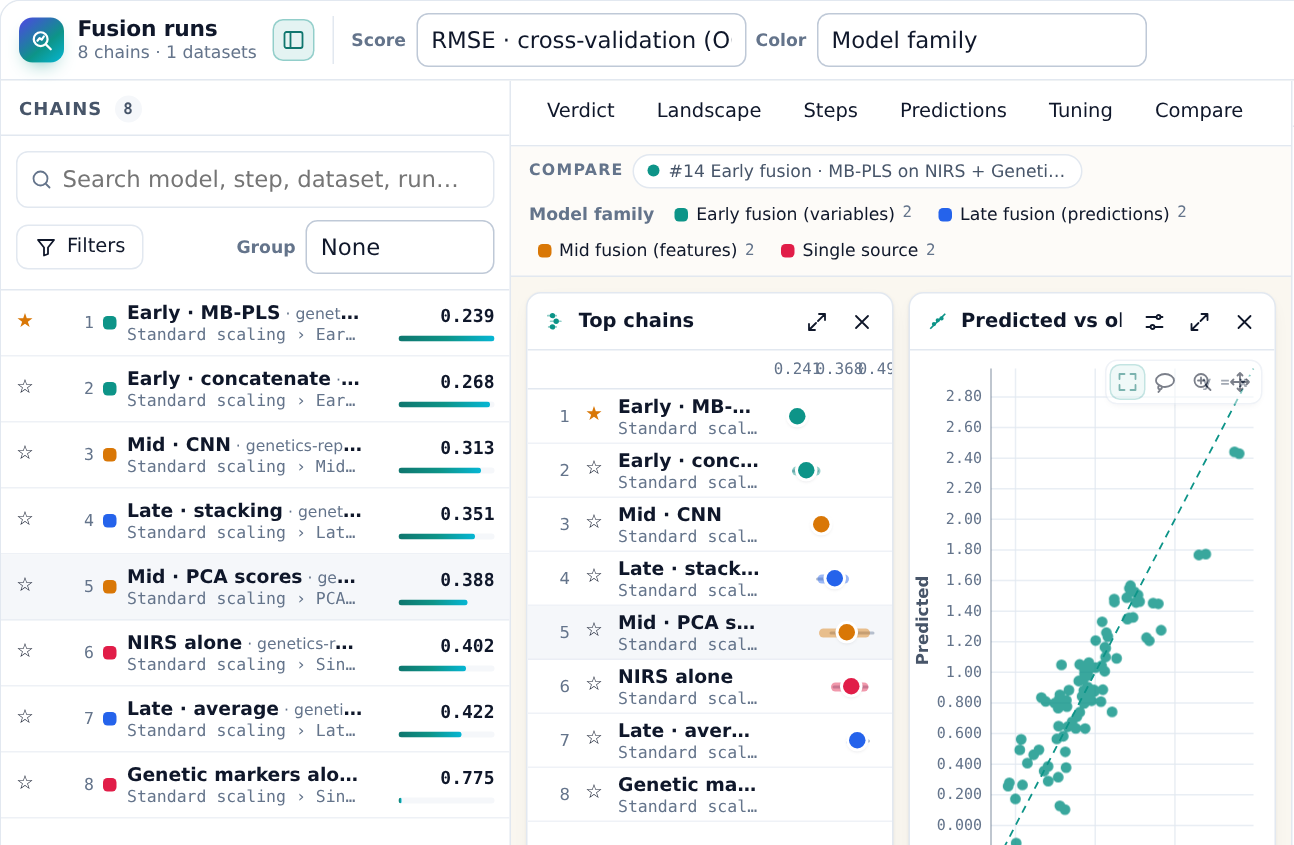 Fusion runs
8 chains · 1 datasets
Score
RMSE · cross-validation (O
Color
Model family
CHAINS 8
Search model, step, dataset, run…
Filters
Group
None
★ 1 Early · MB-PLS · genet… 0.239
Standard scaling › Ear…
☆ 2 Early · concatenate ·… 0.268
Standard scaling › Ear…
☆ 3 Mid · CNN · genetics-rep… 0.313
Standard scaling › Mid…
☆ 4 Late · stacking · genet… 0.351
Standard scaling › Lat…
☆ 5 Mid · PCA scores · ge… 0.388
Standard scaling › PCA…
☆ 6 NIRS alone · genetics-r… 0.402
Standard scaling › Sin…
☆ 7 Late · average · geneti… 0.422
Standard scaling › Lat…
☆ 8 Genetic markers alo… 0.775
Standard scaling › Sin…
Verdict Landscape Steps Predictions Tuning Compare
COMPARE
#14 Early fusion · MB-PLS on NIRS + Geneti…
Model family
Early fusion (variables) 2
Late fusion (predictions) 2
Mid fusion (features) 2
Single source 2
Top chains
0.241 0.368 0.49
1 ★ Early · MB-…
Standard scal…
2 ☆ Early · conc…
Standard scal…
3 ☆ Mid · CNN
Standard scal…
4 ☆ Late · stack…
Standard scal…
5 ☆ Mid · PCA s…
Standard scal…
6 ☆ NIRS alone
Standard scal…
7 ☆ Late · aver…
Standard scal…
8 ☆ Genetic ma…
Standard scal…
Predicted vs ol
Predicted
2.80
2.60
2.40
2.20
2.00
1.80
1.60
1.40
1.20
1.00
0.800
0.600
0.400
0.200
0.000